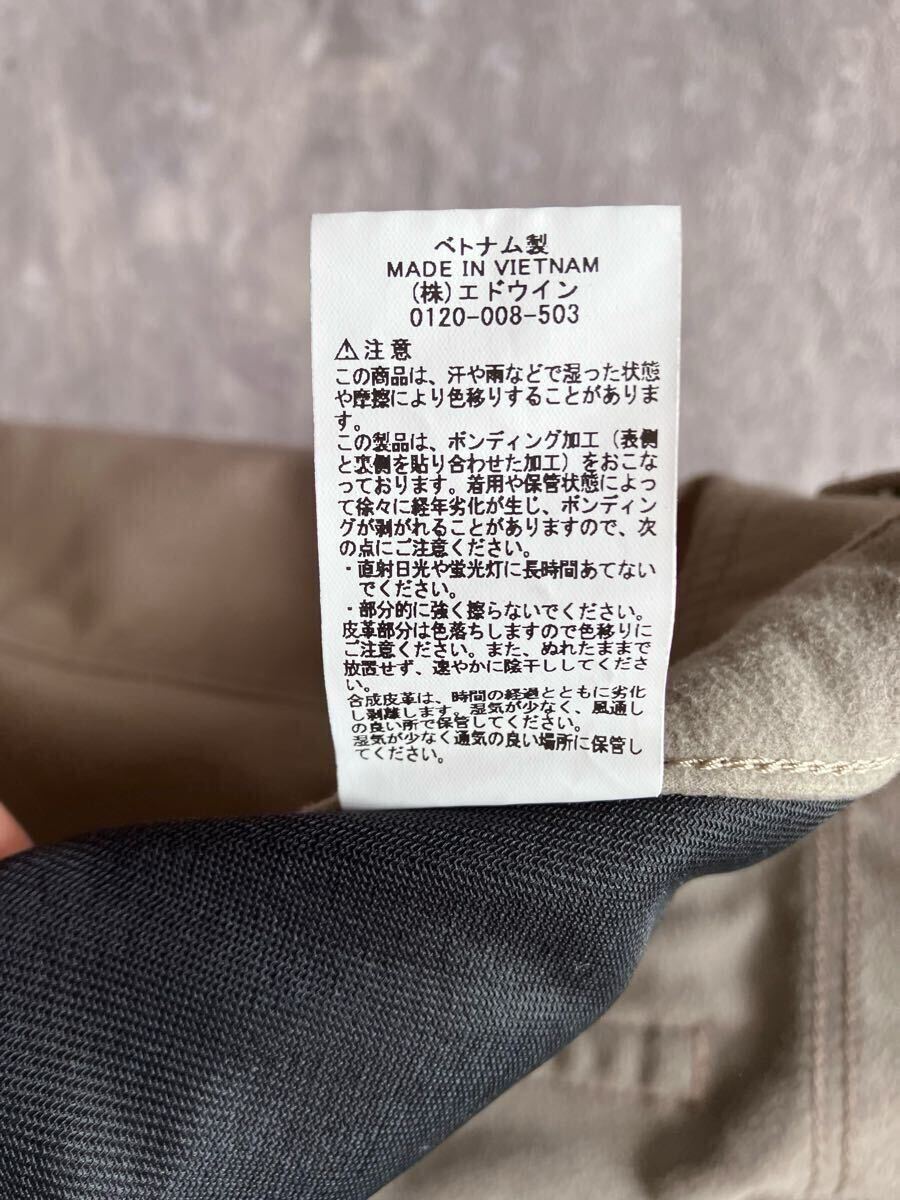 ベトナム製
MADE IN VIETNAM
(株)エドウイン
0120-008-503
⚠注意
この商品は、汗や雨などで湿った状態
や摩擦により色移りすることがありま
す。
この製品は、ボンディング加工(表側
と裏側を貼り合わせた加工)をおこな
っております。着用や保管状態によっ
て徐々に経年劣化が生じ、ボンディン
グが剥がれることがありますので、次
の点にご注意ください。
・直射日光や蛍光灯に長時間あてない
でください。
・部分的に強く擦らないでください。
皮革部分は色落ちしますので色移りに
ご注意ください。また、ぬれたままで
放置せず、速やかに陰干ししてくださ
い。
合成皮革は、時間の経過とともに劣化
し剥離します。湿気が少なく、風通し
の良い所で保管してください。
湿気が少なく通気の良い場所に保管し
てください。